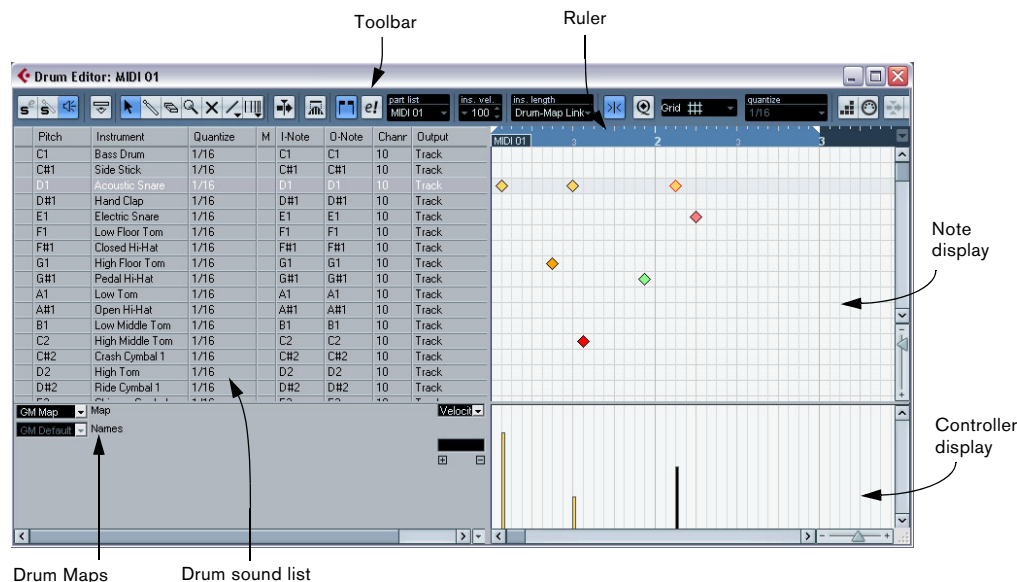 Toolbar
Ruler
Drum Editor: MIDI 01
part list
MIDI 01
ins. vel.
100
ins. length
Drum-Map Link
Grid
quantize
1/16
Pitch Instrument Quantize M I-Note O-Note Chanr Output
MIDI 01
2
3
C1 Bass Drum 1/16 C1 C1 10 Track
C#1 Side Stick 1/16 C#1 C#1 10 Track
D1 Acoustic Snare 1/16 D1 D1 10 Track
D#1 Hand Clap 1/16 D#1 D#1 10 Track
E1 Electric Snare 1/16 E1 E1 10 Track
F1 Low Floor Tom 1/16 F1 F1 10 Track
F#1 Closed Hi-Hat 1/16 F#1 F#1 10 Track
G1 High Floor Tom 1/16 G1 G1 10 Track
G#1 Pedal Hi-Hat 1/16 G#1 G#1 10 Track
A1 Low Tom 1/16 A1 A1 10 Track
A#1 Open Hi-Hat 1/16 A#1 A#1 10 Track
B1 Low Middle Tom 1/16 B1 B1 10 Track
C2 High Middle Tom 1/16 C2 C2 10 Track
C#2 Crash Cymbal 1 1/16 C#2 C#2 10 Track
D2 High Tom 1/16 D2 D2 10 Track
D#2 Ride Cymbal 1 1/16 D#2 D#2 10 Track
Note
display
GM Map Map
Velocit
GM Default Names
Controller
display
Drum Maps
Drum sound list